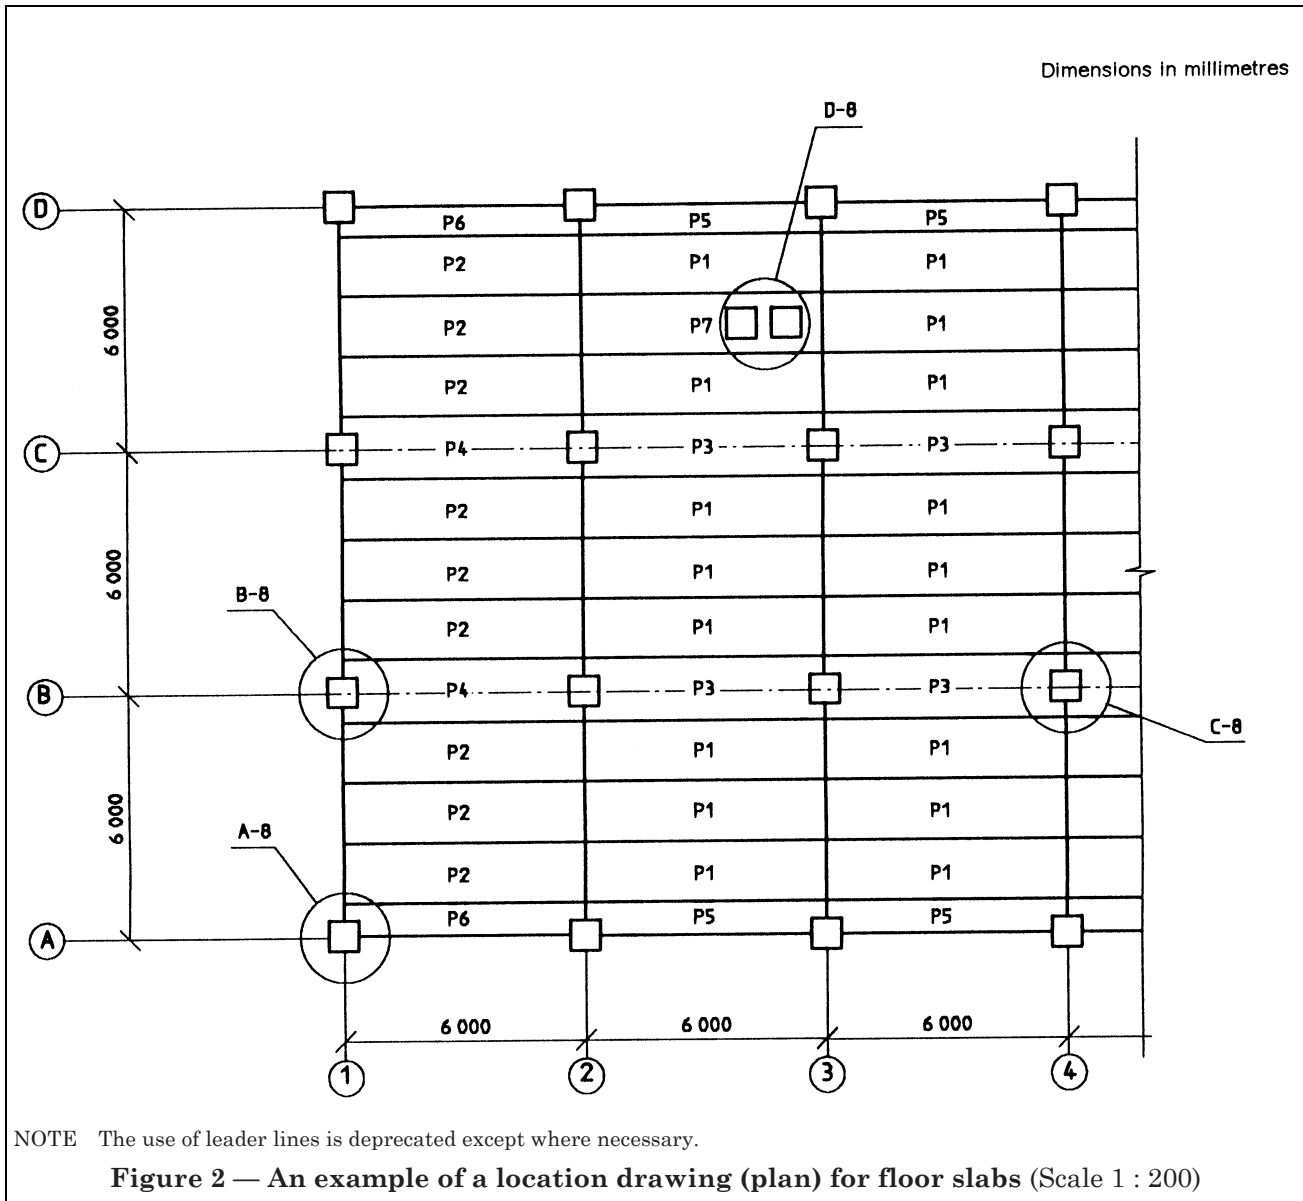 Dimensions in millimetres
D-8
D
P6 P5 P5
P2 P1 P1
6 000
P2 P7 P1
P2 P1 P1
C
P4 P3 P3
P2 P1 P1
6 000
P2 P1 P1
B-8
P2 P1 P1
B
P4 P3 P3
C-8
P2 P1 P1
6 000
P2 P1 P1
A-8
P2 P1 P1
P6 P5 P5
A
6 000 6 000 6 000
1 2 3 4
NOTE The use of leader lines is deprecated except where necessary.
Figure 2 — An example of a location drawing (plan) for floor slabs (Scale 1 : 200)